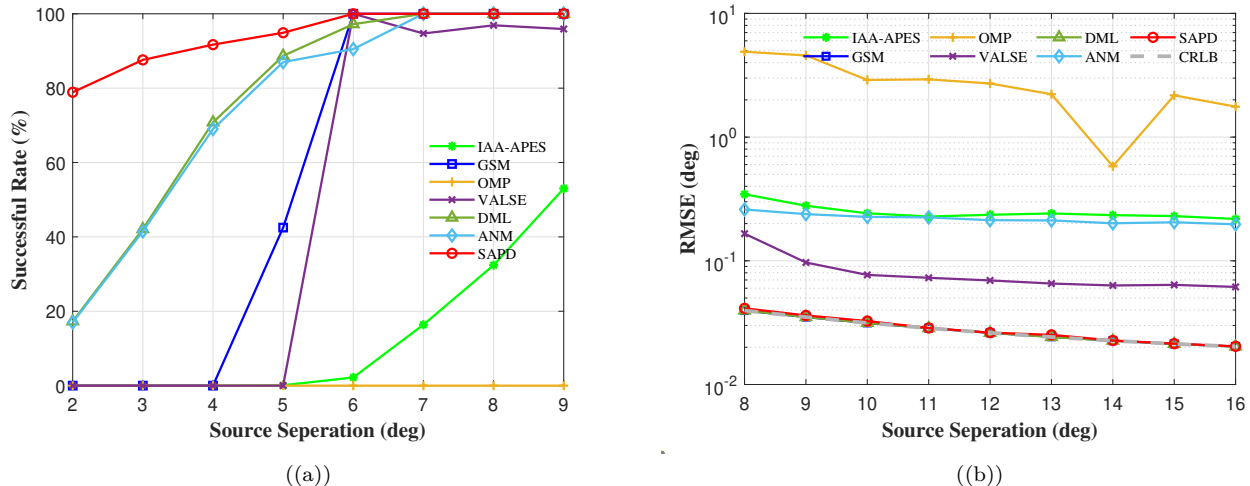 100
80
60
40
20
0
Successful Rate (%)
IAA-APES
GSM
OMP
VALSE
DML
ANM
SAPD
2 3 4 5 6 7 8 9
Source Seperation (deg)
((a))
10^1
10^0
10^-1
10^-2
RMSE (deg)
IAA-APES OMP DML SAPD
GSM VALSE ANM CRLB
8 9 10 11 12 13 14 15 16
Source Seperation (deg)
((b))